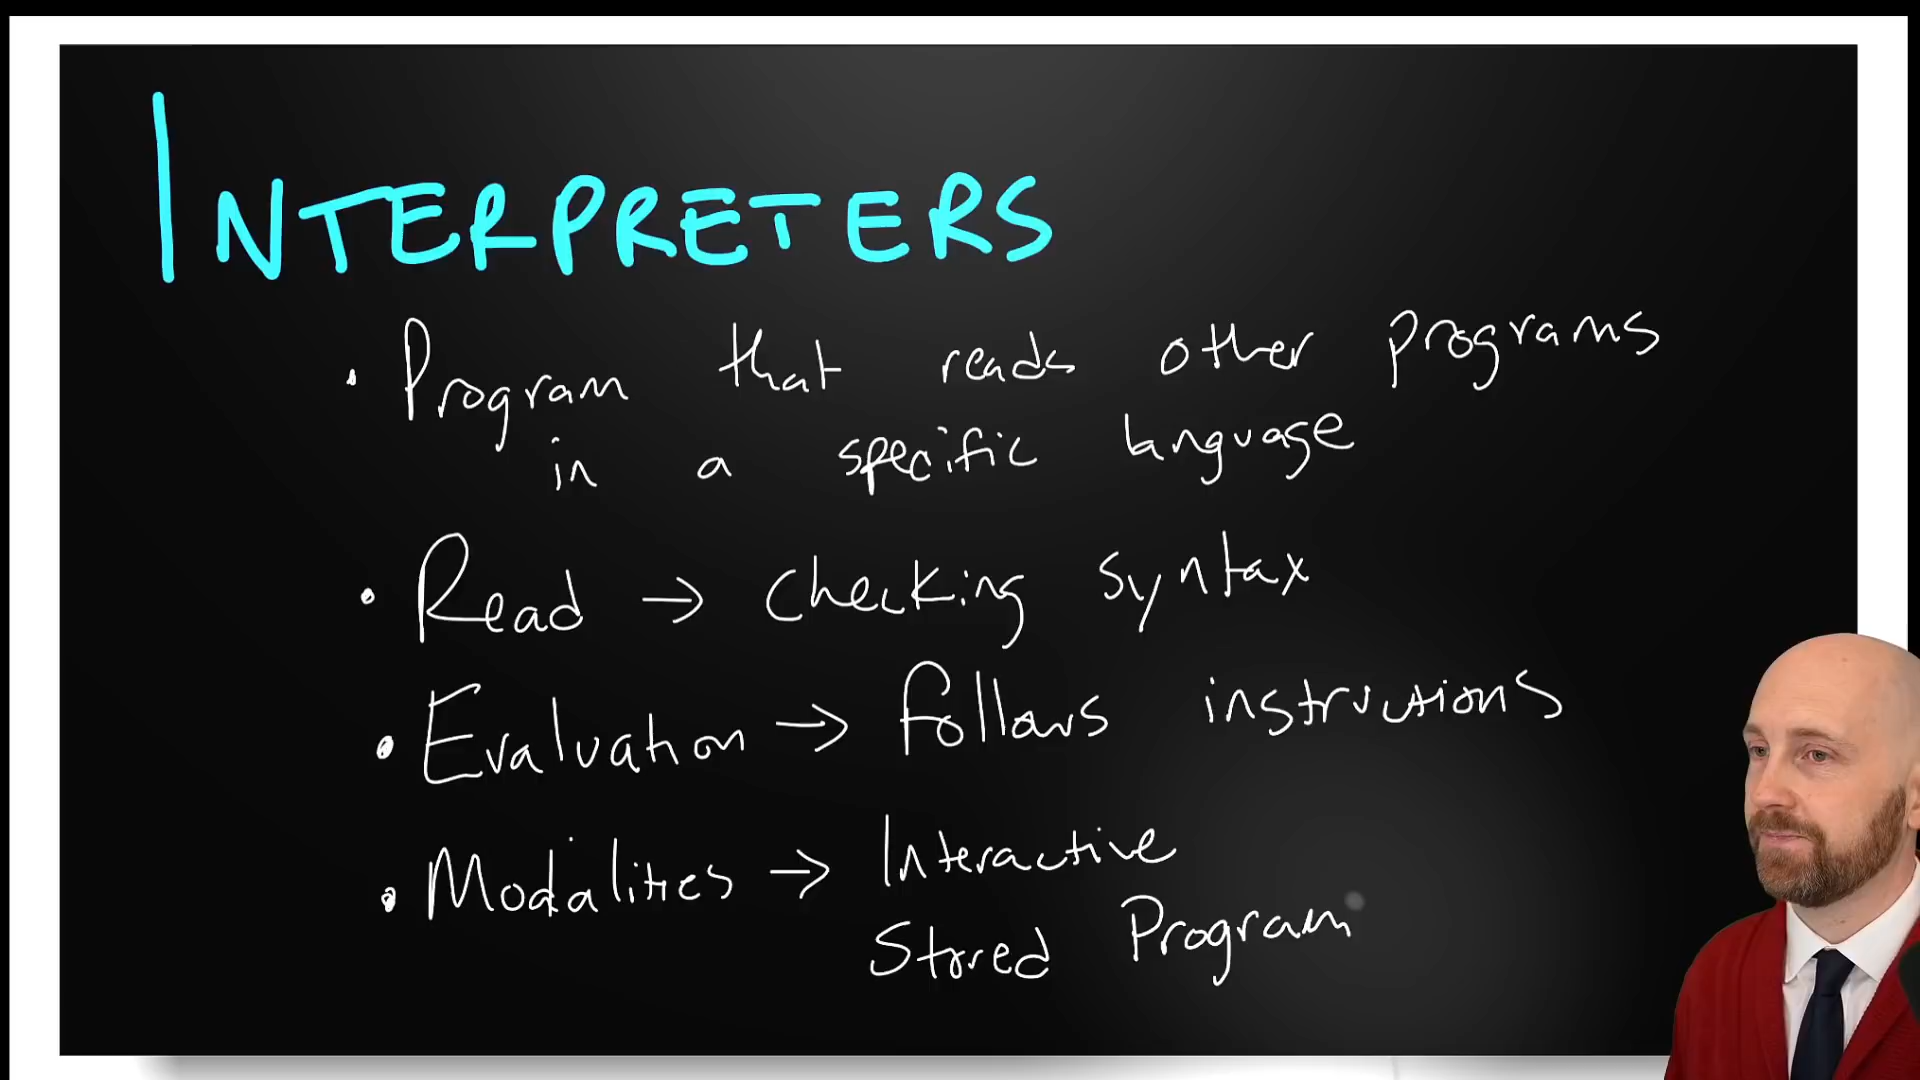 INTERPRETERS
• Program that reads other programs
in a specific language
• Read → checking syntax
• Evaluation → follows instructions
• Modalities → Interactive
Stored Program